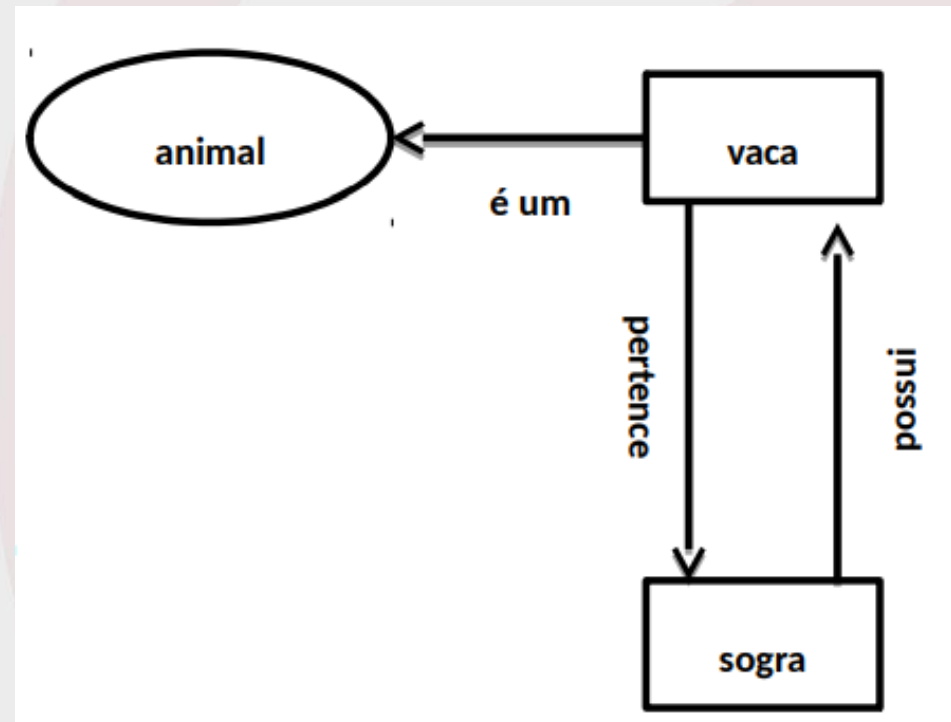 animal
vaca
é um
pertence
possui
sogra